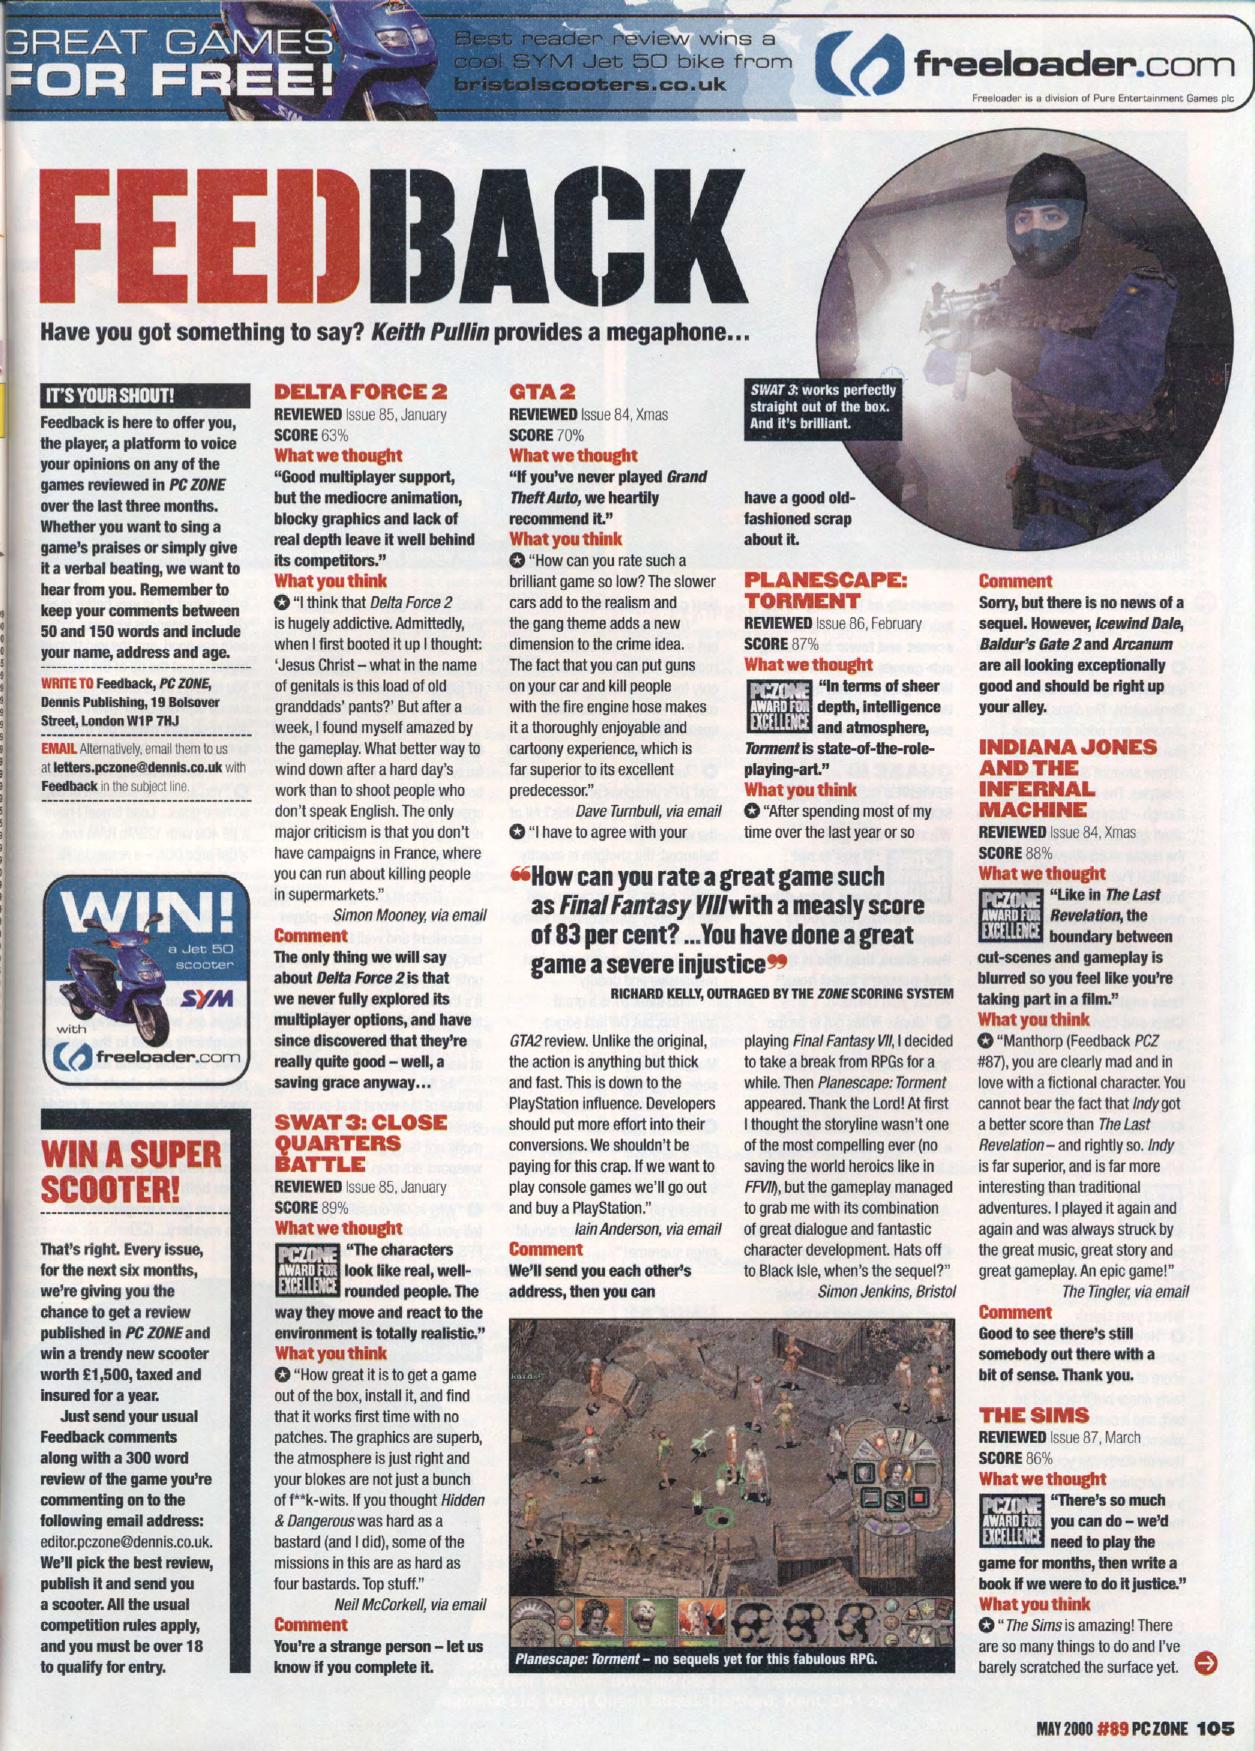 GREAT GAMES
FOR FREE!
Best reader review wins a
cool SYM Jet 50 bike from
bristolscooters.co.uk
freeloader.com
Freeloader is a division of Pure Entertainment Games plc
FEEDBACK
Have you got something to say? Keith Pullin provides a megaphone...
IT'S YOUR SHOUT!
Feedback is here to offer you,
the player, a platform to voice
your opinions on any of the
games reviewed in PC ZONE
over the last three months.
Whether you want to sing a
game's praises or simply give
it a verbal beating, we want to
hear from you. Remember to
keep your comments between
50 and 150 words and include
your name, address and age.
WRITE TO Feedback, PC ZONE,
Dennis Publishing, 19 Bolsover
Street, London W1P 7HJ
EMAIL Alternatively, email them to us
at letters.pczone@dennis.co.uk with
Feedback in the subject line.
WIN!
a Jet 50
scooter
SYM
with
freeloader.com
WIN A SUPER
SCOOTER!
That's right. Every issue,
for the next six months,
we're giving you the
chance to get a review
published in PC ZONE and
win a trendy new scooter
worth £1,500, taxed and
insured for a year.
Just send your usual
Feedback comments
along with a 300 word
review of the game you're
commenting on to the
following email address:
editor.pczone@dennis.co.uk.
We'll pick the best review,
publish it and send you
a scooter. All the usual
competition rules apply,
and you must be over 18
to qualify for entry.
DELTA FORCE 2
REVIEWED Issue 85, January
SCORE 63%
What we thought
"Good multiplayer support,
but the mediocre animation,
blocky graphics and lack of
real depth leave it well behind
its competitors."
What you think
"I think that Delta Force 2
is hugely addictive. Admittedly,
when I first booted it up I thought:
'Jesus Christ – what in the name
of genitals is this load of old
granddads' pants?' But after a
week, I found myself amazed by
the gameplay. What better way to
wind down after a hard day's
work than to shoot people who
don't speak English. The only
major criticism is that you don't
have campaigns in France, where
you can run about killing people
in supermarkets."
Simon Mooney, via email
Comment
The only thing we will say
about Delta Force 2 is that
we never fully explored its
multiplayer options, and have
since discovered that they're
really quite good – well, a
saving grace anyway...
SWAT 3: CLOSE
QUARTERS
BATTLE
REVIEWED Issue 85, January
SCORE 89%
What we thought
PCZONE
AWARD FOR
EXCELLENCE
"The characters
look like real, well-
rounded people. The
way they move and react to the
environment is totally realistic."
What you think
"How great it is to get a game
out of the box, install it, and find
that it works first time with no
patches. The graphics are superb,
the atmosphere is just right and
your blokes are not just a bunch
of f**k-wits. If you thought Hidden
& Dangerous was hard as a
bastard (and I did), some of the
missions in this are as hard as
four bastards. Top stuff."
Neil McCorkell, via email
Comment
You're a strange person – let us
know if you complete it.
GTA 2
REVIEWED Issue 84, Xmas
SCORE 70%
What we thought
"If you've never played Grand
Theft Auto, we heartily
recommend it."
What you think
"How can you rate such a
brilliant game so low? The slower
cars add to the realism and
the gang theme adds a new
dimension to the crime idea.
The fact that you can put guns
on your car and kill people
with the fire engine hose makes
it a thoroughly enjoyable and
cartoony experience, which is
far superior to its excellent
predecessor."
Dave Turnbull, via email
"I have to agree with your
GTA2 review. Unlike the original,
the action is anything but thick
and fast. This is down to the
PlayStation influence. Developers
should put more effort into their
conversions. We shouldn't be
paying for this crap. If we want to
play console games we'll go out
and buy a PlayStation."
Iain Anderson, via email
Comment
We'll send you each other's
address, then you can
"How can you rate a great game such
as Final Fantasy VIII with a measly score
of 83 per cent? ...You have done a great
game a severe injustice"
EDWARD KELLY, OUTRAGED BY THE ZONE SCORING SYSTEM
SWAT 3: works perfectly
straight out of the box.
And it's brilliant.
have a good old-
fashioned scrap
about it.
PLANESCAPE:
TORMENT
REVIEWED Issue 86, February
SCORE 87%
What we thought
PCZONE
AWARD FOR
EXCELLENCE
"In terms of sheer
depth, intelligence
and atmosphere,
Torment is state-of-the-role-
playing-art."
What you think
"After spending most of my
time over the last year or so
playing Final Fantasy VII, I decided
to take a break from RPGs for a
while. Then Planescape: Torment
appeared. Thank the Lord! At first
I thought the storyline wasn't one
of the most compelling ever (no
saving the world heroics like in
FFVII), but the gameplay managed
to grab me with its combination
of great dialogue and fantastic
character development. Hats off
to Black Isle, when's the sequel?"
Simon Jenkins, Bristol
Planescape: Torment – no sequels yet for this fabulous RPG.
Comment
Sorry, but there is no news of a
sequel. However, Icewind Dale,
Baldur's Gate 2 and Arcanum
are all looking exceptionally
good and should be right up
your alley.
INDIANA JONES
AND THE
INFERNAL
MACHINE
REVIEWED Issue 84, Xmas
SCORE 88%
What we thought
PCZONE
AWARD FOR
EXCELLENCE
"Like in The Last
Revelation, the
boundary between
cut-scenes and gameplay is
blurred so you feel like you're
taking part in a film."
What you think
"Manthorp (Feedback PCZ
#87), you are clearly mad and in
love with a fictional character. You
cannot bear the fact that Indy got
a better score than The Last
Revelation – and rightly so. Indy
is far superior, and is far more
interesting than traditional
adventures. I played it again and
again and was always struck by
the great music, great story and
great gameplay. An epic game!"
The Tingler, via email
Comment
Good to see there's still
somebody out there with a
bit of sense. Thank you.
THE SIMS
REVIEWED Issue 87, March
SCORE 86%
What we thought
PCZONE
AWARD FOR
EXCELLENCE
"There's so much
you can do – we'd
need to play the
game for months, then write a
book if we were to do it justice."
What you think
"The Sims is amazing! There
are so many things to do and I've
barely scratched the surface yet.
MAY 2000 #89 PC ZONE 105